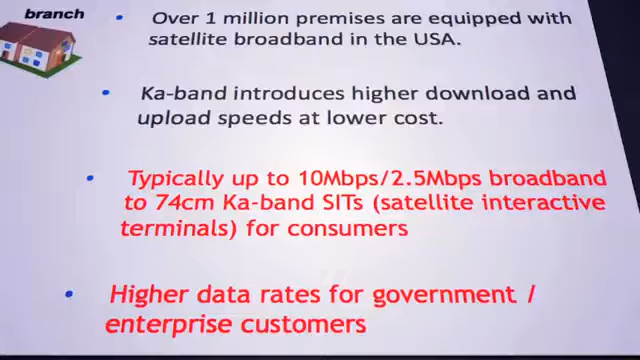 branch
• Over 1 million premises are equipped with
satellite broadband in the USA.
• Ka-band introduces higher download and
upload speeds at lower cost.
• Typically up to 10Mbps/2.5Mbps broadband
to 74cm Ka-band SITs (satellite interactive
terminals) for consumers
• Higher data rates for government /
enterprise customers